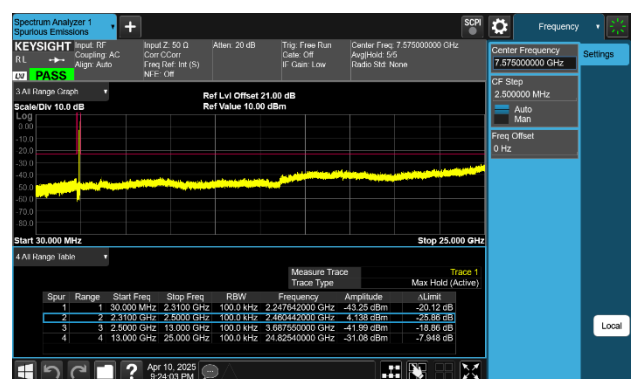 Spectrum Analyzer 1
Spurious Emissions
SCPI
Frequency
KEYSIGHT Input: RF Input Z: 50 Ω Atten: 20 dB Trig: Free Run Center Freq: 7.575000000 GHz
RL Coupling: AC Corr CCorr Gate: Off Avg|Hold: 5/5
Align: Auto Freq Ref: Int (S) IF Gain: Low Radio Std: None
NFE: Off
LXI PASS
Center Frequency
7.575000000 GHz
Settings
CF Step
2.500000 MHz
Auto
Man
Freq Offset
0 Hz
3 All Range Graph
Ref Lvl Offset 21.00 dB
Scale/Div 10.0 dB Ref Value 10.00 dBm
Log
0.00
-10.0
-20.0
-30.0
-40.0
-50.0
-60.0
-70.0
-80.0
Start 30.000 MHz Stop 25.000 GHz
4 All Range Table
Measure Trace Trace 1
Trace Type Max Hold (Active)
Spur Range Start Freq Stop Freq RBW Frequency Amplitude ΔLimit
1 1 30.000 MHz 2.3100 GHz 100.0 kHz 2.247642000 GHz -43.25 dBm -20.12 dB
2 2 2.3100 GHz 2.5000 GHz 100.0 kHz 2.460442000 GHz 4.138 dBm -25.86 dB
3 3 2.5000 GHz 13.000 GHz 100.0 kHz 3.687550000 GHz -41.99 dBm -18.86 dB
4 4 13.000 GHz 25.000 GHz 100.0 kHz 24.82540000 GHz -31.08 dBm -7.948 dB
Local
? Apr 10, 2025
9:24:03 PM